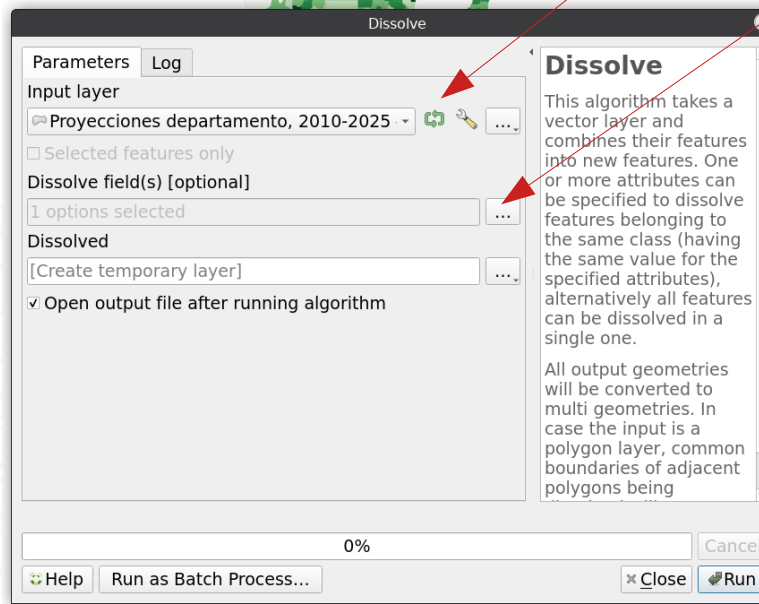 Dissolve
Parameters
Log
Input layer
Proyecciones departamento, 2010-2025
...
Selected features only
Dissolve field(s) [optional]
1 options selected
...
Dissolved
[Create temporary layer]
...
Open output file after running algorithm
Dissolve
This algorithm takes a
vector layer and
combines their features
into new features. One
or more attributes can
be specified to dissolve
features belonging to
the same class (having
the same value for the
specified attributes),
alternatively all features
can be dissolved in a
single one.
All output geometries
will be converted to
multi geometries. In
case the input is a
polygon layer, common
boundaries of adjacent
polygons being
0%
Cance
Help
Run as Batch Process...
Close
Run